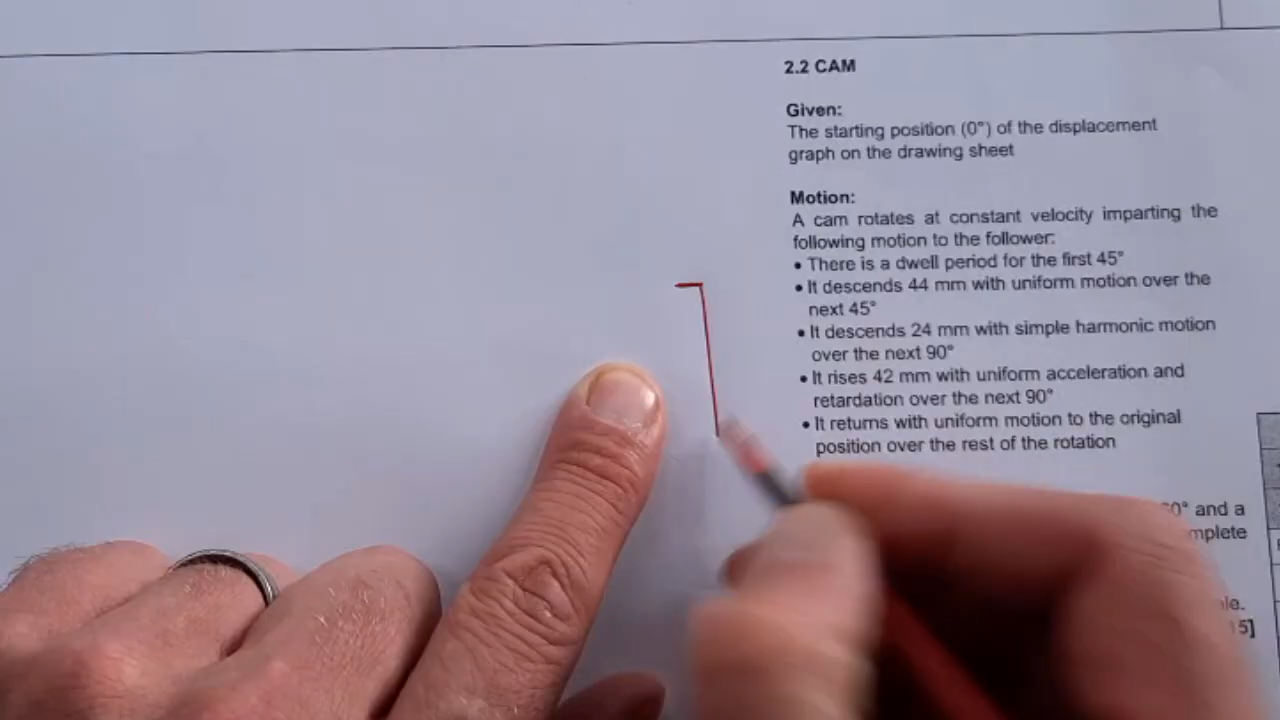 2.2 CAM
Given:
The starting position (0°) of the displacement
graph on the drawing sheet
Motion:
A cam rotates at constant velocity imparting the
following motion to the follower:
• There is a dwell period for the first 45°
• It descends 44 mm with uniform motion over the
next 45°
• It descends 24 mm with simple harmonic motion
over the next 90°
• It rises 42 mm with uniform acceleration and
retardation over the next 90°
• It returns with uniform motion to the original
position over the rest of the rotation
and a